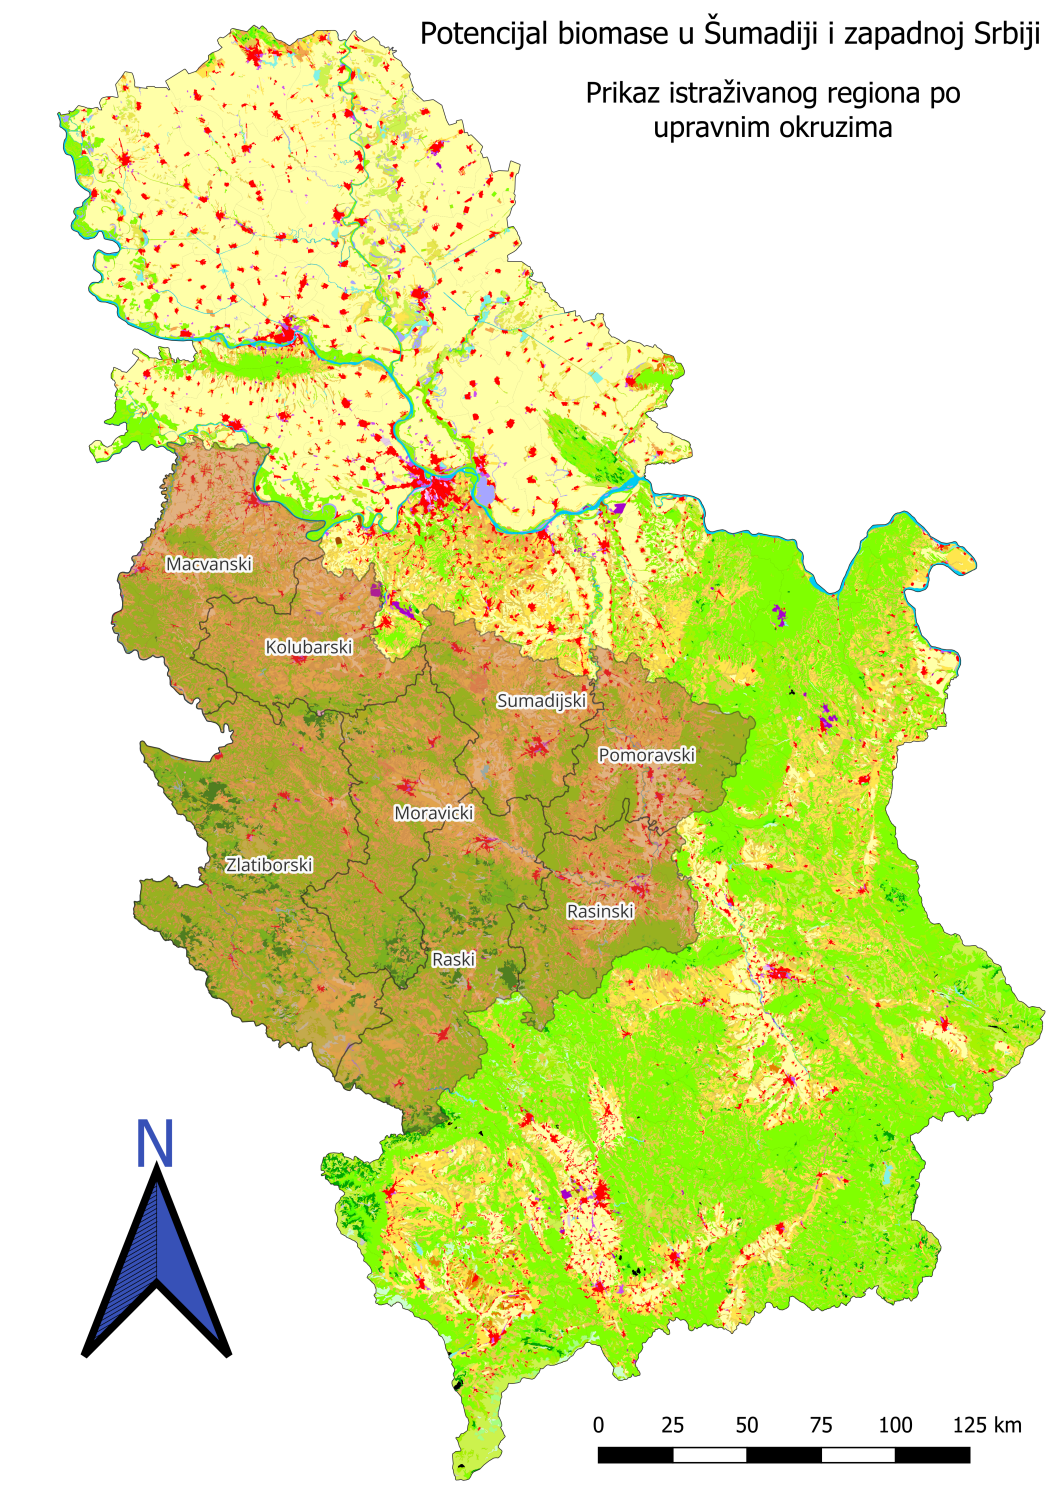 Potencijal biomase u Šumadiji i zapadnoj Srbiji
Prikaz istraživanog regiona po
upravnim okruzima
Macvanski
Kolubarski
Sumadijski
Pomoravski
Moravicki
Zlatiborski
Rasinski
Raski
N
0 25 50 75 100 125 km